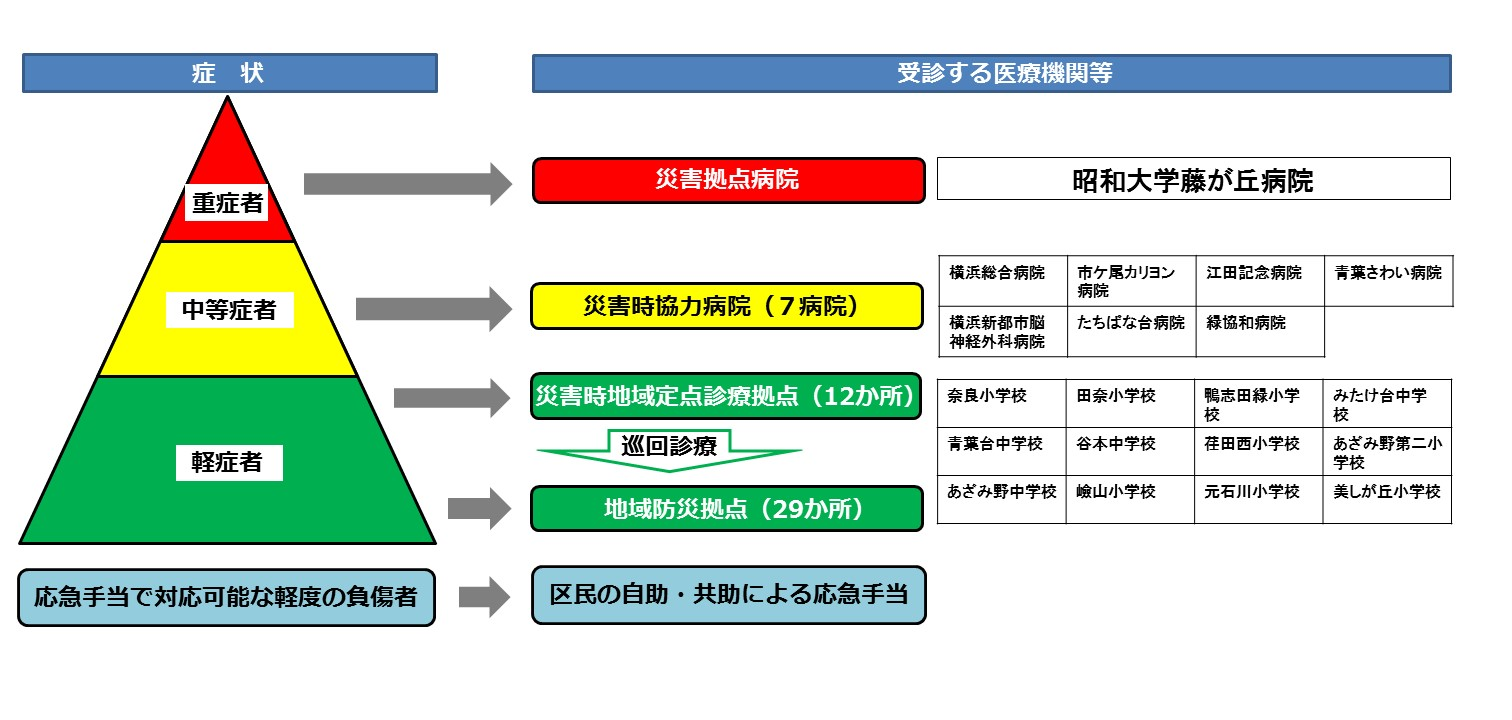 症　状
受診する医療機関等
重症者
災害拠点病院
昭和大学藤が丘病院
中等症者
災害時協力病院（７病院）
横浜総合病院
市ケ尾カリヨン
病院
江田記念病院
青葉さわい病院
横浜新都市脳
神経外科病院
たちばな台病院
緑協和病院
軽症者
災害時地域定点診療拠点（12か所）
巡回診療
地域防災拠点（29か所）
奈良小学校
田奈小学校
鴨志田緑小学
校
みたけ台中学
校
青葉台中学校
谷本中学校
荏田西小学校
あざみ野第二小
学校
あざみ野中学校
嶮山小学校
元石川小学校
美しが丘小学校
応急手当で対応可能な軽度の負傷者
区民の自助・共助による応急手当